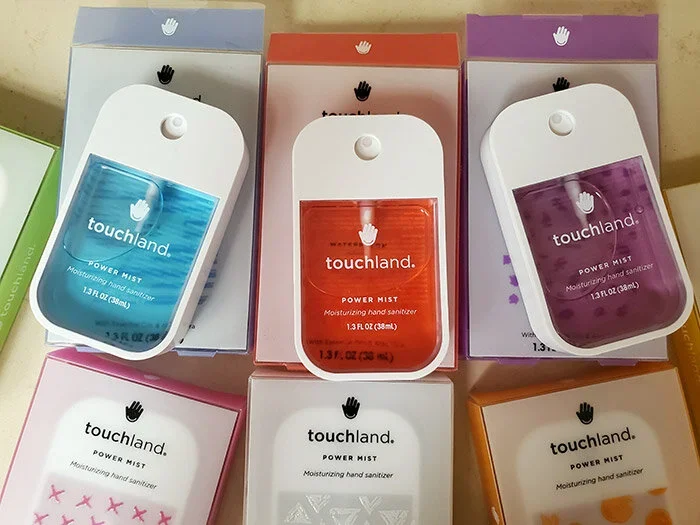 touchland.
touchland®
POWER MIST
Moisturizing hand sanitizer
1.3 FL OZ (38mL)
touchland®
POWER MIST
Moisturizing hand sanitizer
1.3 FL OZ (38mL)
1.3 FL OZ (38 mL)
touchland®
POWER MIST
Moisturizing hand sanitizer
1.3 FL OZ (38mL)
touchland®
POWER MIST
Moisturizing hand sanitizer
touchland®
POWER MIST
Moisturizing hand sanitizer
touchland®
POWER MIST
Moisturizing hand sanitizer